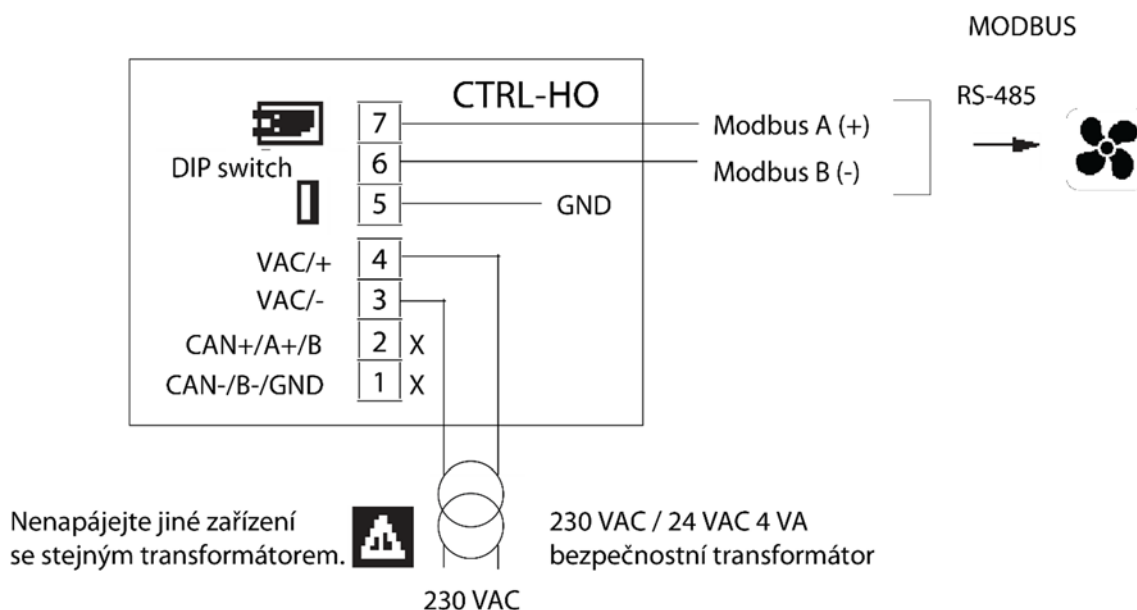 MODBUS
CTRL-HO
RS-485
7
Modbus A (+)
DIP switch
6
Modbus B (-)
5
GND
VAC/+
4
VAC/-
3
CAN+/A+/B
2
X
CAN-/B-/GND
1
X
Nenapájejte jiné zařízení
se stejným transformátorem.
230 VAC / 24 VAC 4 VA
bezpečnostní transformátor
230 VAC